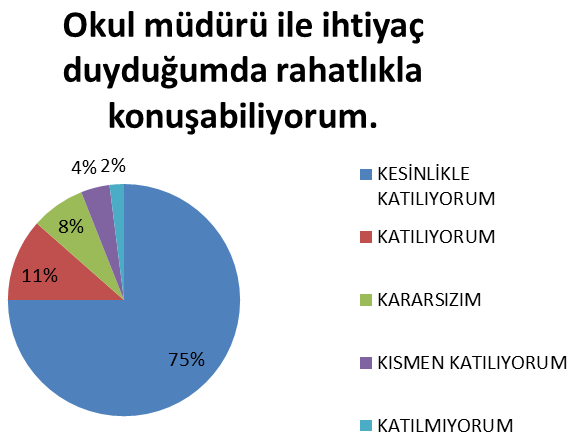 Okul müdürü ile ihtiyaç
duyduğumda rahatlıkla
konuşabiliyorum.
4% 2%
8%
11%
75%
KESİNLİKLE
KATILIYORUM
KATILIYORUM
KARARSIZIM
KISMEN KATILIYORUM
KATILMIYORUM